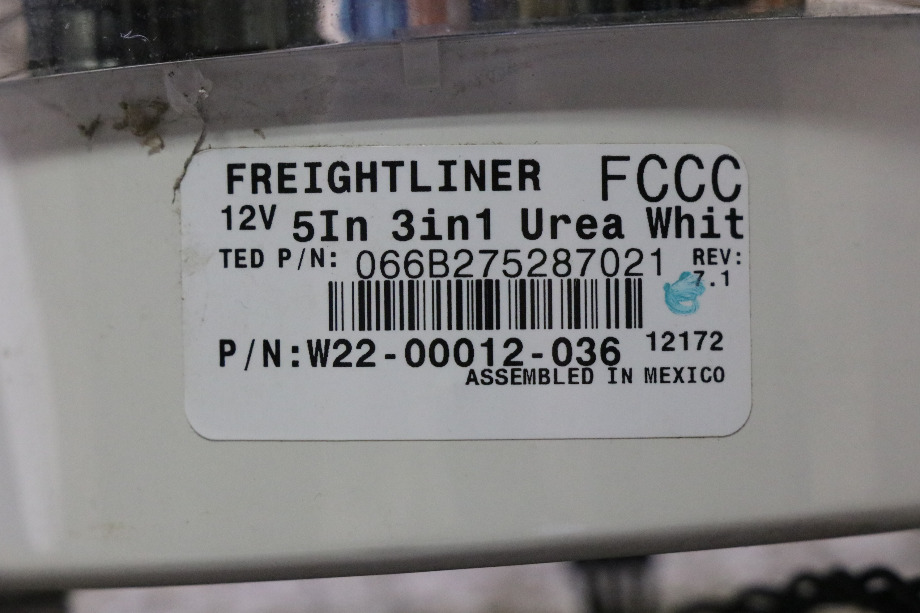 FREIGHTLINER FCCC
12V 5In 3in1 Urea Whit
TED P/N: 066B275287021 REV:
7.1
P/N:W22-00012-036 12172
ASSEMBLED IN MEXICO